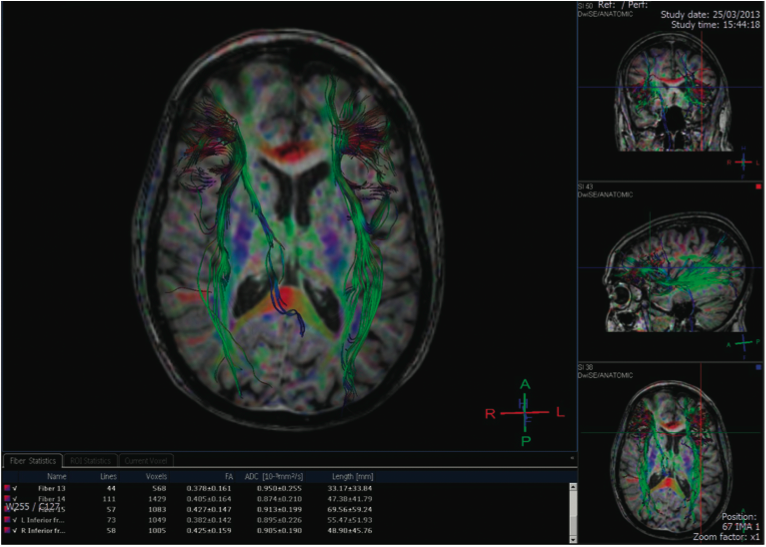 SI 60
Ref: / Perf:
DwISE/ANATOMIC
Study date: 25/03/2013
Study time: 15:44:18
R L
SI 43
DwISE/ANATOMIC
A P
SI 38
DwISE/ANATOMIC
A
R L
P
Position:
67 IMA 1
Zoom factor: x1
Fiber Statistics ROI Statistics Current Voxel
Name Lines Voxels FA ADC [10⁻³mm²/s] Length [mm]
Fiber 13 44 568 0.378±0.161 0.950±0.255 33.17±33.84
Fiber 14 111 1429 0.405±0.164 0.874±0.210 47.38±41.79
Fiber 15 57 1083 0.427±0.147 0.913±0.199 69.56±59.24
W255 / C127
L Inferior fr... 73 1049 0.382±0.142 0.895±0.226 55.47±51.93
R Inferior fr... 58 1005 0.425±0.159 0.905±0.190 48.90±45.76